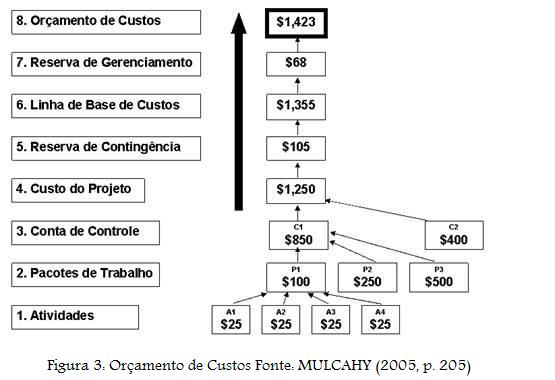 8. Orçamento de Custos
$1,423
7. Reserva de Gerenciamento
$68
6. Linha de Base de Custos
$1,355
5. Reserva de Contingência
$105
4. Custo do Projeto
$1,250
3. Conta de Controle
C1
$850
C2
$400
2. Pacotes de Trabalho
P1
$100
P2
$250
P3
$500
1. Atividades
A1
$25
A2
$25
A3
$25
A4
$25
Figura 3: Orçamento de Custos Fonte: MULCAHY (2005, p. 205)